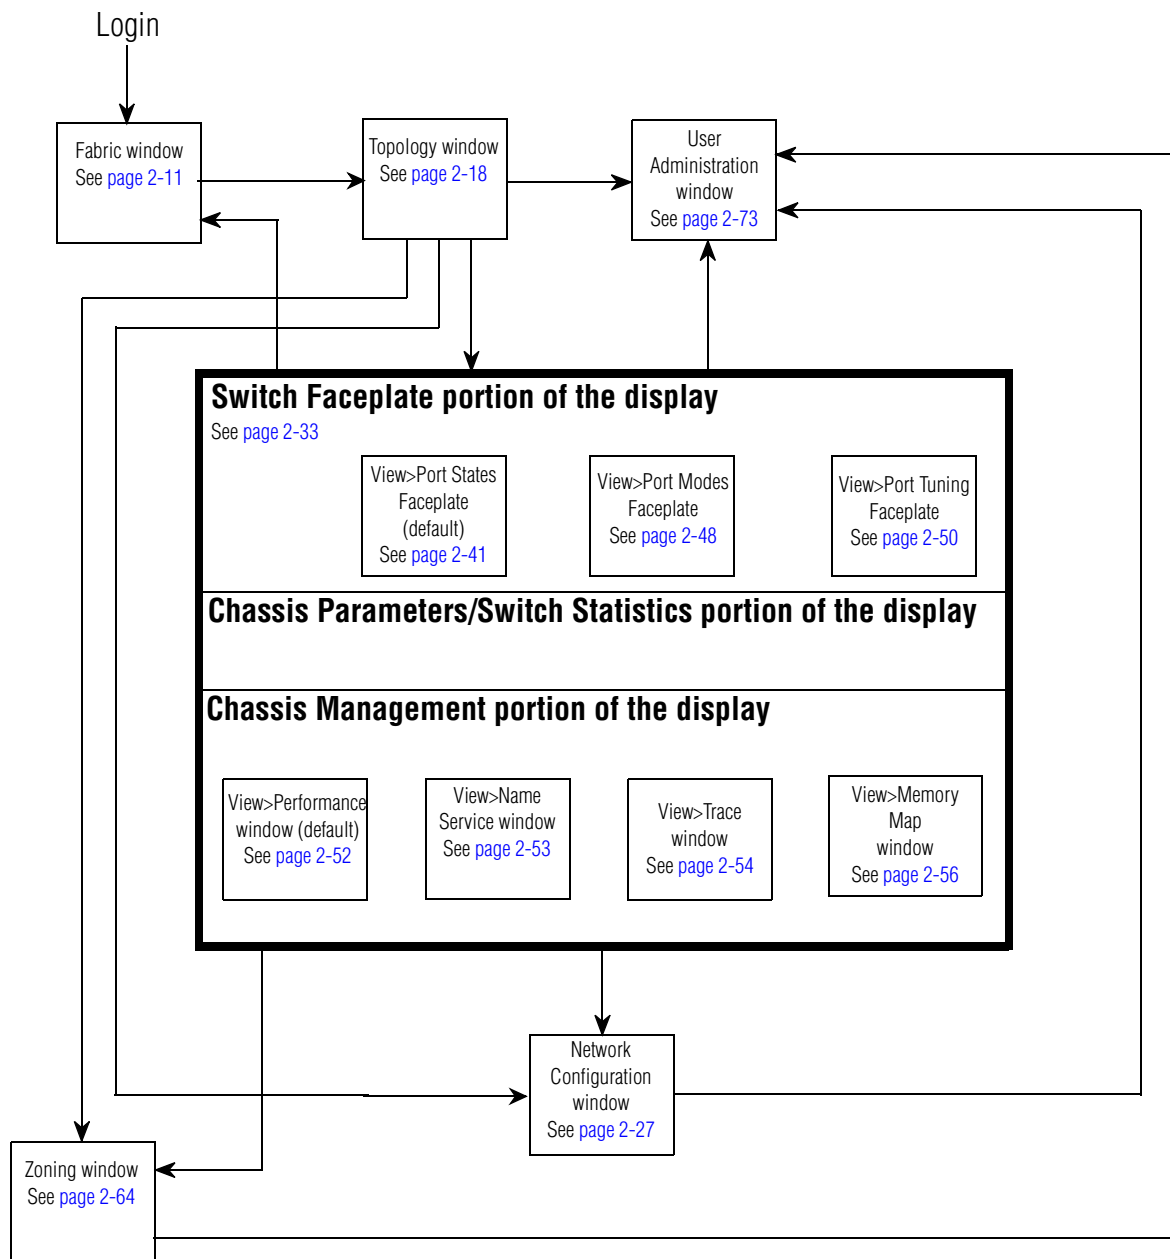 Login
Fabric window
See page 2-11
Topology window
See page 2-18
User
Administration
window
See page 2-73
Switch Faceplate portion of the display
See page 2-33
View>Port States
Faceplate
(default)
See page 2-41
View>Port Modes
Faceplate
See page 2-48
View>Port Tuning
Faceplate
See page 2-50
Chassis Parameters/Switch Statistics portion of the display
Chassis Management portion of the display
View>Performance
window (default)
See page 2-52
View>Name
Service window
See page 2-53
View>Trace
window
See page 2-54
View>Memory
Map
window
See page 2-56
Network
Configuration
window
See page 2-27
Zoning window
See page 2-64